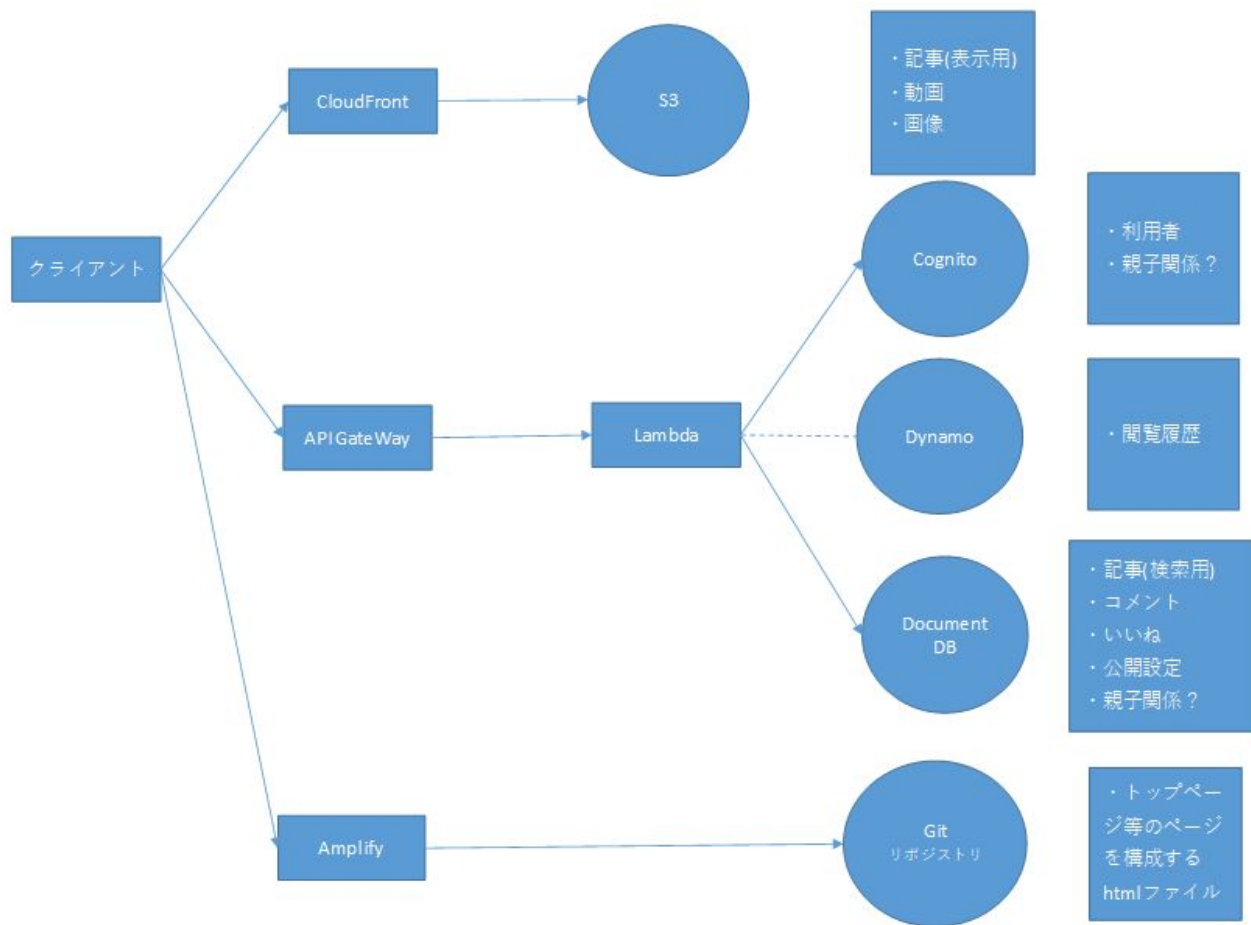 クライアント
CloudFront
S3
・記事(表示用)
・動画
・画像
APIGateWay
Lambda
Cognito
・利用者
・親子関係？
Dynamo
・閲覧履歴
Document
DB
・記事(検索用)
・コメント
・いいね
・公開設定
・親子関係？
Amplify
Git
リポジストリ
・トップペー
ジ等のページ
を構成する
htmlファイル